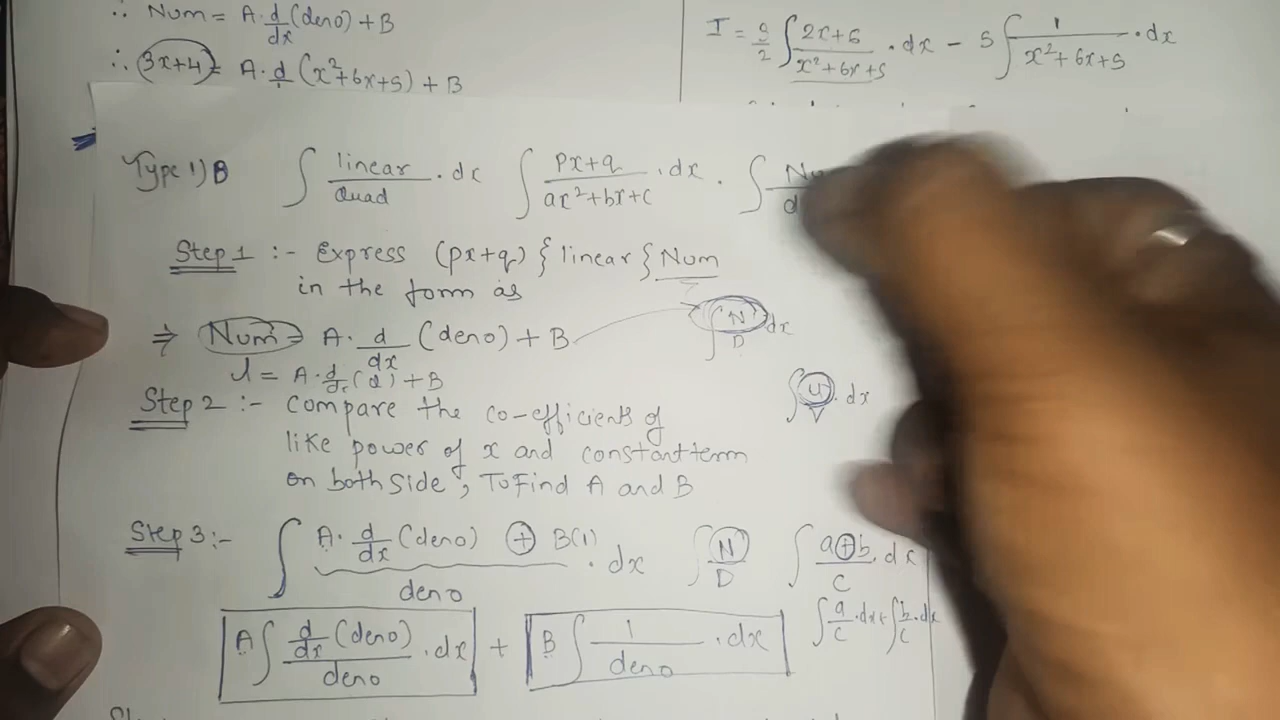 ∴ Num = A. d/dx (deno) + B
∴ (3x+4) = A. d/ (x²+6x+5) + B
I = /2 ∫ 2x+6 / x²+6x+5 . dx - 5 ∫ 1 / x²+6x+5 . dx
Type 1) B ∫ linear / Quad . dx ∫ px+q / ax²+bx+c . dx . ∫
Step 1 :- Express (px+q) {linear} Num
in the form as
⇒ Num = A. d/dx (deno) + B ∫ N/D dx
u = A. d/dx ( ) + B ∫ u/v . dx
Step 2 :- Compare the co-efficients of
like power of x and constant term
on both side, To Find A and B
Step 3 :- ∫ A. d/dx (deno) + B(1) / deno . dx ∫ N/D ∫ a+b / c . dx
∫ a/c . dx + ∫ b/c . dx
A ∫ d/dx (deno) / deno . dx + B ∫ 1 / deno . dx